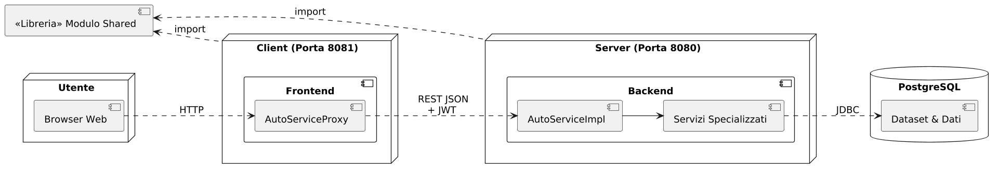 «Libreria» Modulo Shared
import
import
Client (Porta 8081)
Server (Porta 8080)
Utente
Frontend
Backend
PostgreSQL
Browser Web
HTTP
AutoServiceProxy
REST JSON
+ JWT
AutoServiceImpl
Servizi Specializzati
JDBC
Dataset & Dati